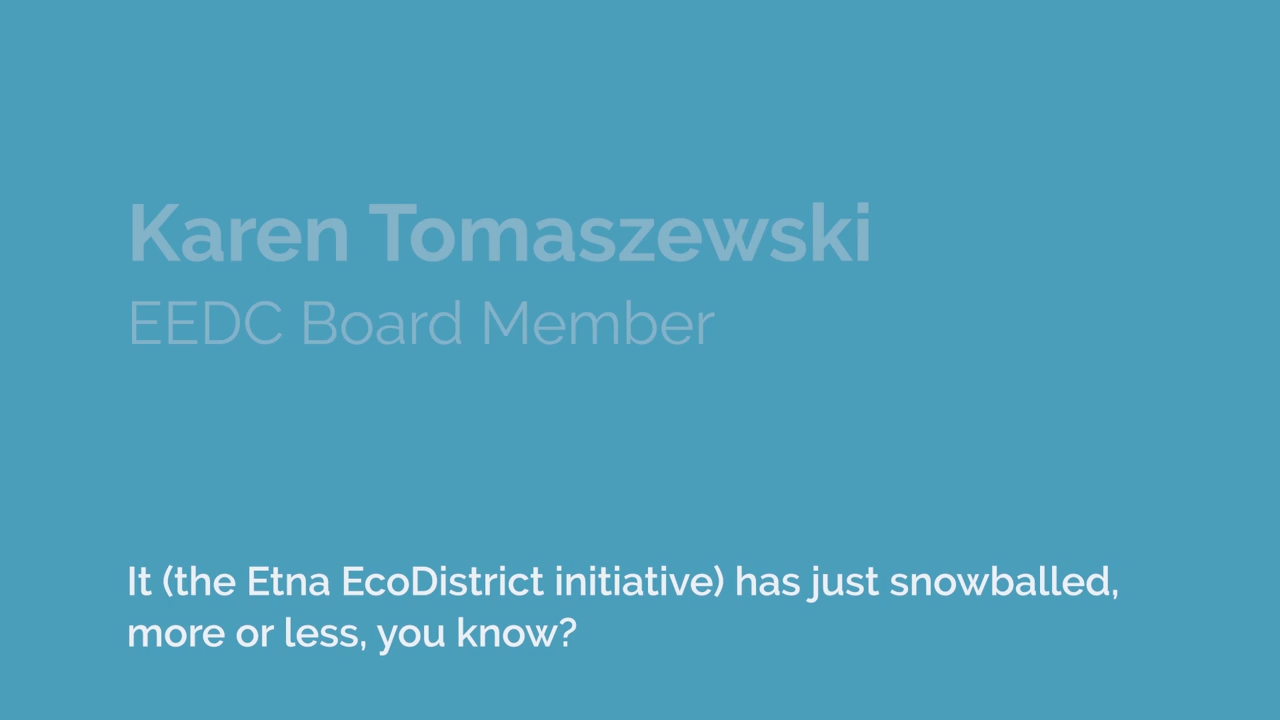 Karen Tomaszewski
EEDC Board Member
It (the Etna EcoDistrict initiative) has just snowballed,
more or less, you know?